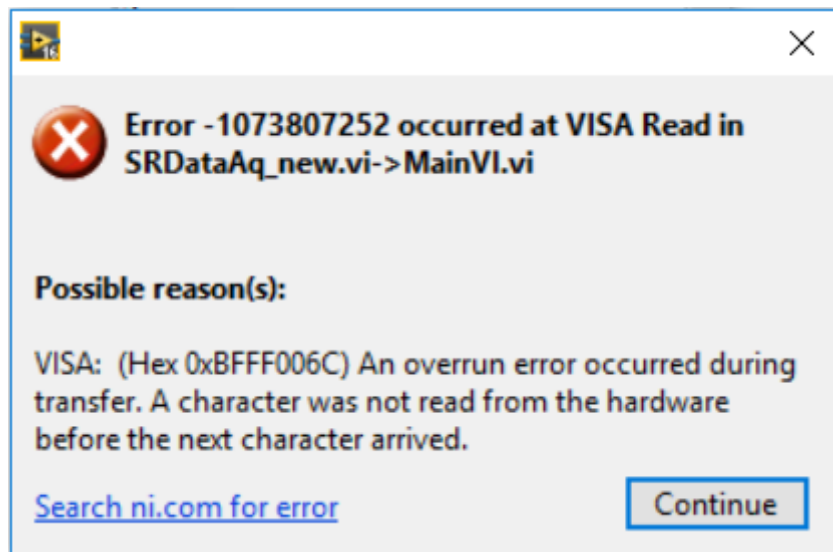 16
Error -1073807252 occurred at VISA Read in
SRDataAq_new.vi->MainVI.vi
Possible reason(s):
VISA:  (Hex 0xBFFF006C) An overrun error occurred during
transfer. A character was not read from the hardware
before the next character arrived.
Search ni.com for error
Continue